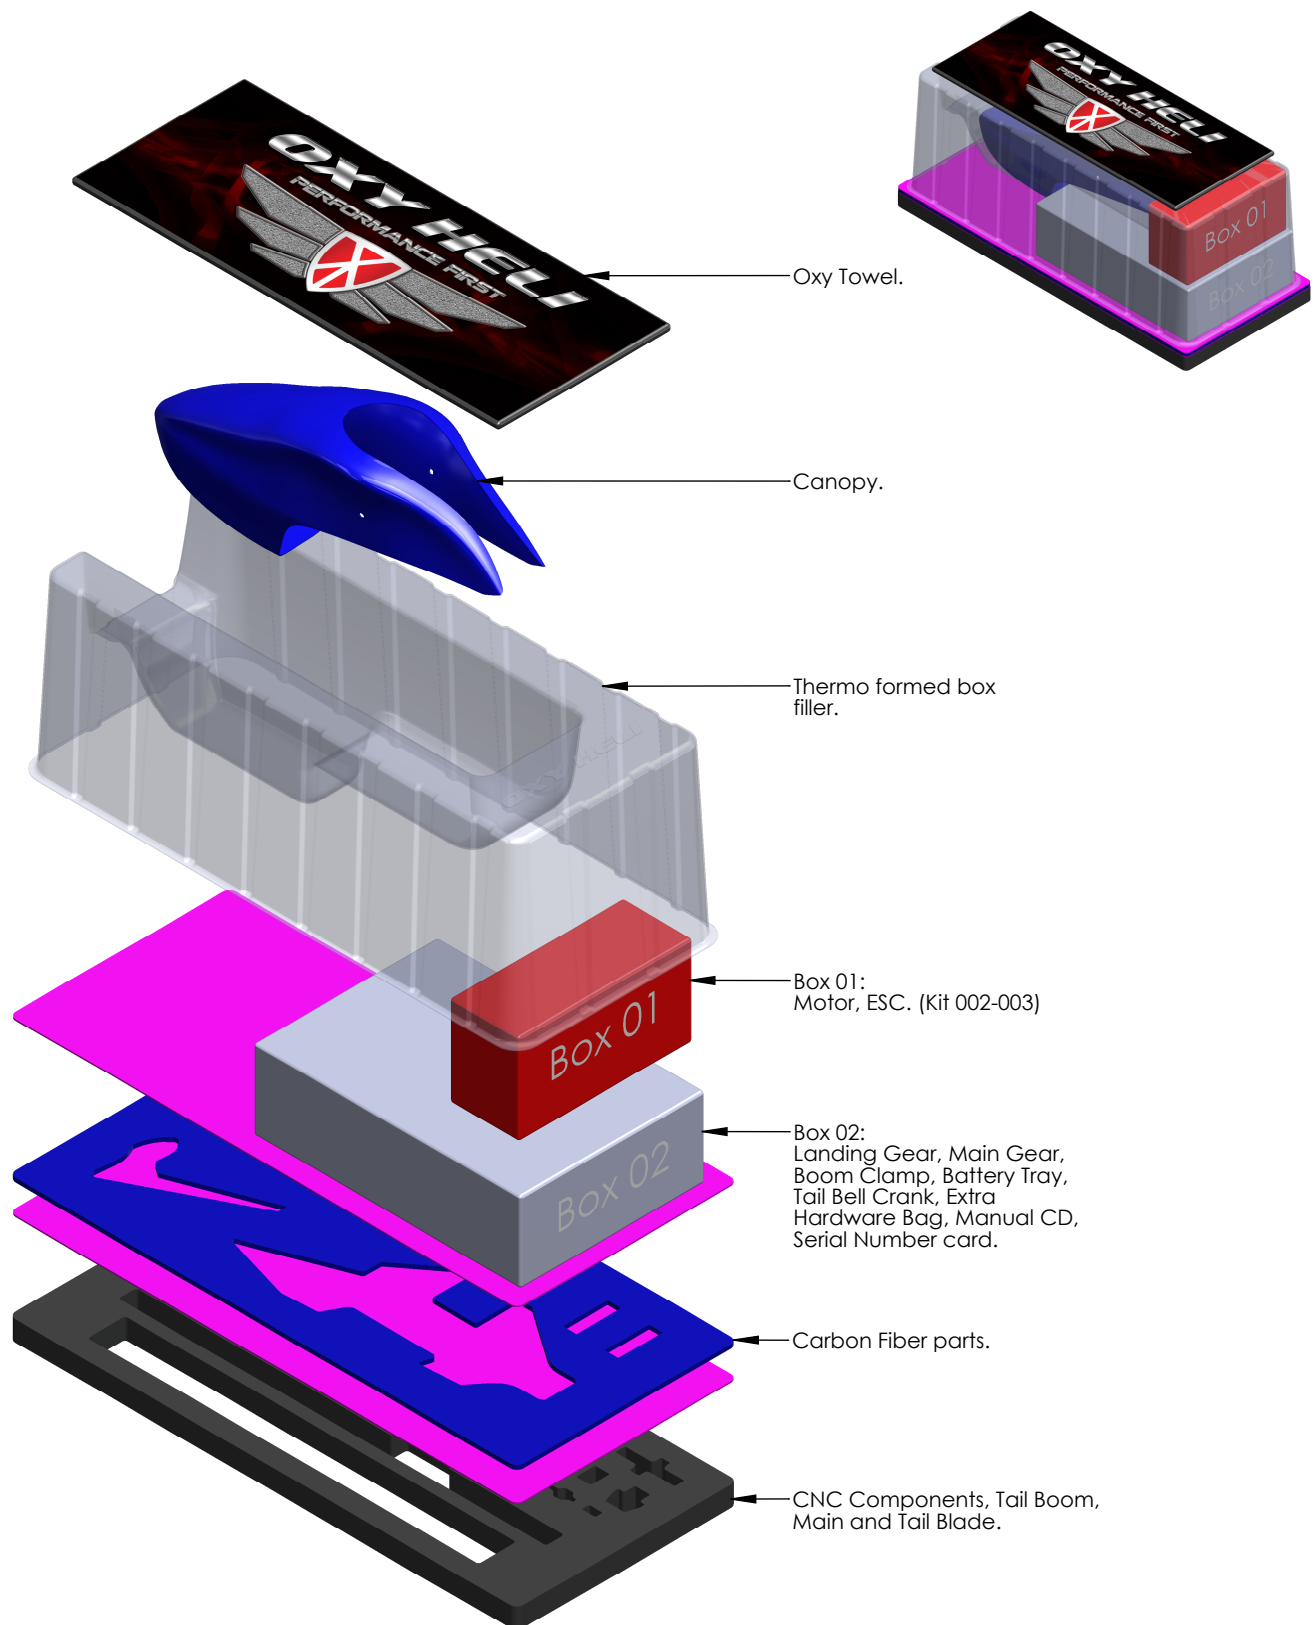 OXY HELI
PERFORMANCE FIRST
OXY HELI
PERFORMANCE FIRST
Box 01
Box 02
Oxy Towel.
Canopy.
Thermo formed box
filler.
OXY HELI
Box 01:
Motor, ESC. (Kit 002-003)
Box 01
Box 02:
Landing Gear, Main Gear,
Boom Clamp, Battery Tray,
Tail Bell Crank, Extra
Hardware Bag, Manual CD,
Serial Number card.
Box 02
Carbon Fiber parts.
CNC Components, Tail Boom,
Main and Tail Blade.